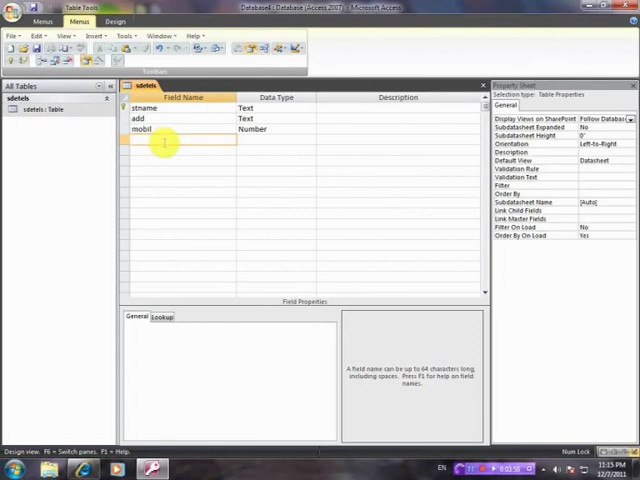 Table Tools
Database4 : Database (Access 2007) - Microsoft Access
Menus
Menus
Design
File
Edit
View
Insert
Tools
Window
Help
Toolbars
All Tables
sdetels
sdetels : Table
sdetels
Field Name
Data Type
Description
stname
Text
add
Text
mobil
Number
Field Properties
General
Lookup
A field name can be up to 64 characters long,
including spaces. Press F1 for help on field
names.
Property Sheet
Selection type: Table Properties
General
Display Views on SharePoint
Follow Databas
Subdatasheet Expanded
No
Subdatasheet Height
0"
Orientation
Left-to-Right
Description
Default View
Datasheet
Validation Rule
Validation Text
Filter
Order By
Subdatasheet Name
[Auto]
Link Child Fields
Link Master Fields
Filter On Load
No
Order By On Load
Yes
Design view. F6 = Switch panes. F1 = Help.
Num Lock
EN
11
11:15 PM
12/7/2011